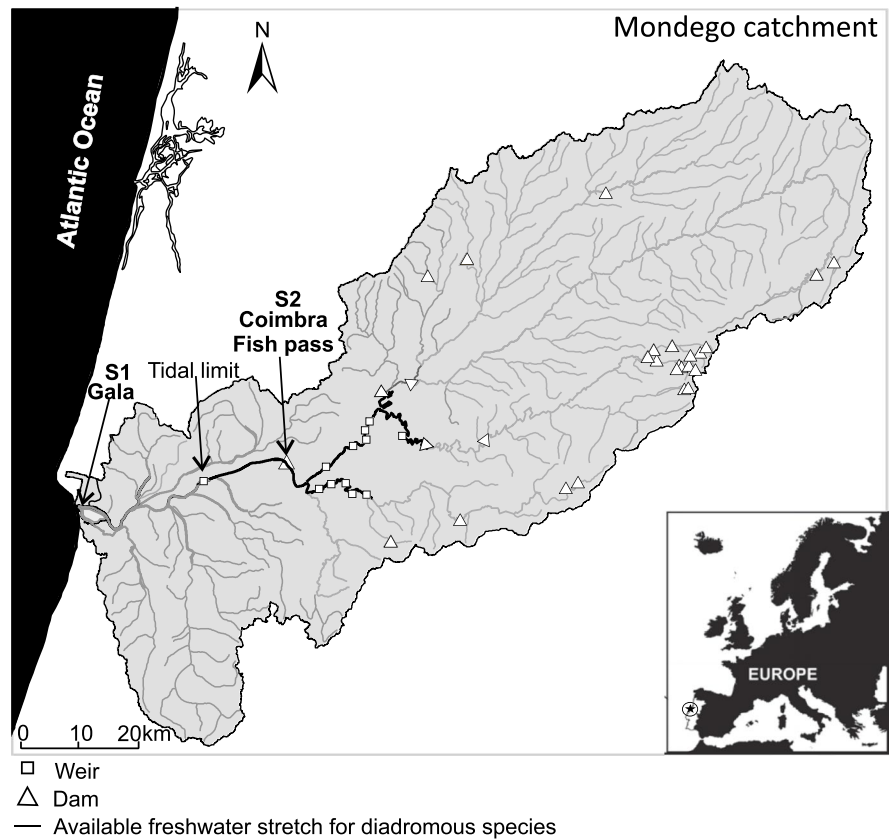 Mondego catchment
N
Atlantic Ocean
S2
Coimbra
Fish pass
S1
Gala
Tidal limit
EUROPE
0 10 20km
Weir
Dam
Available freshwater stretch for diadromous species